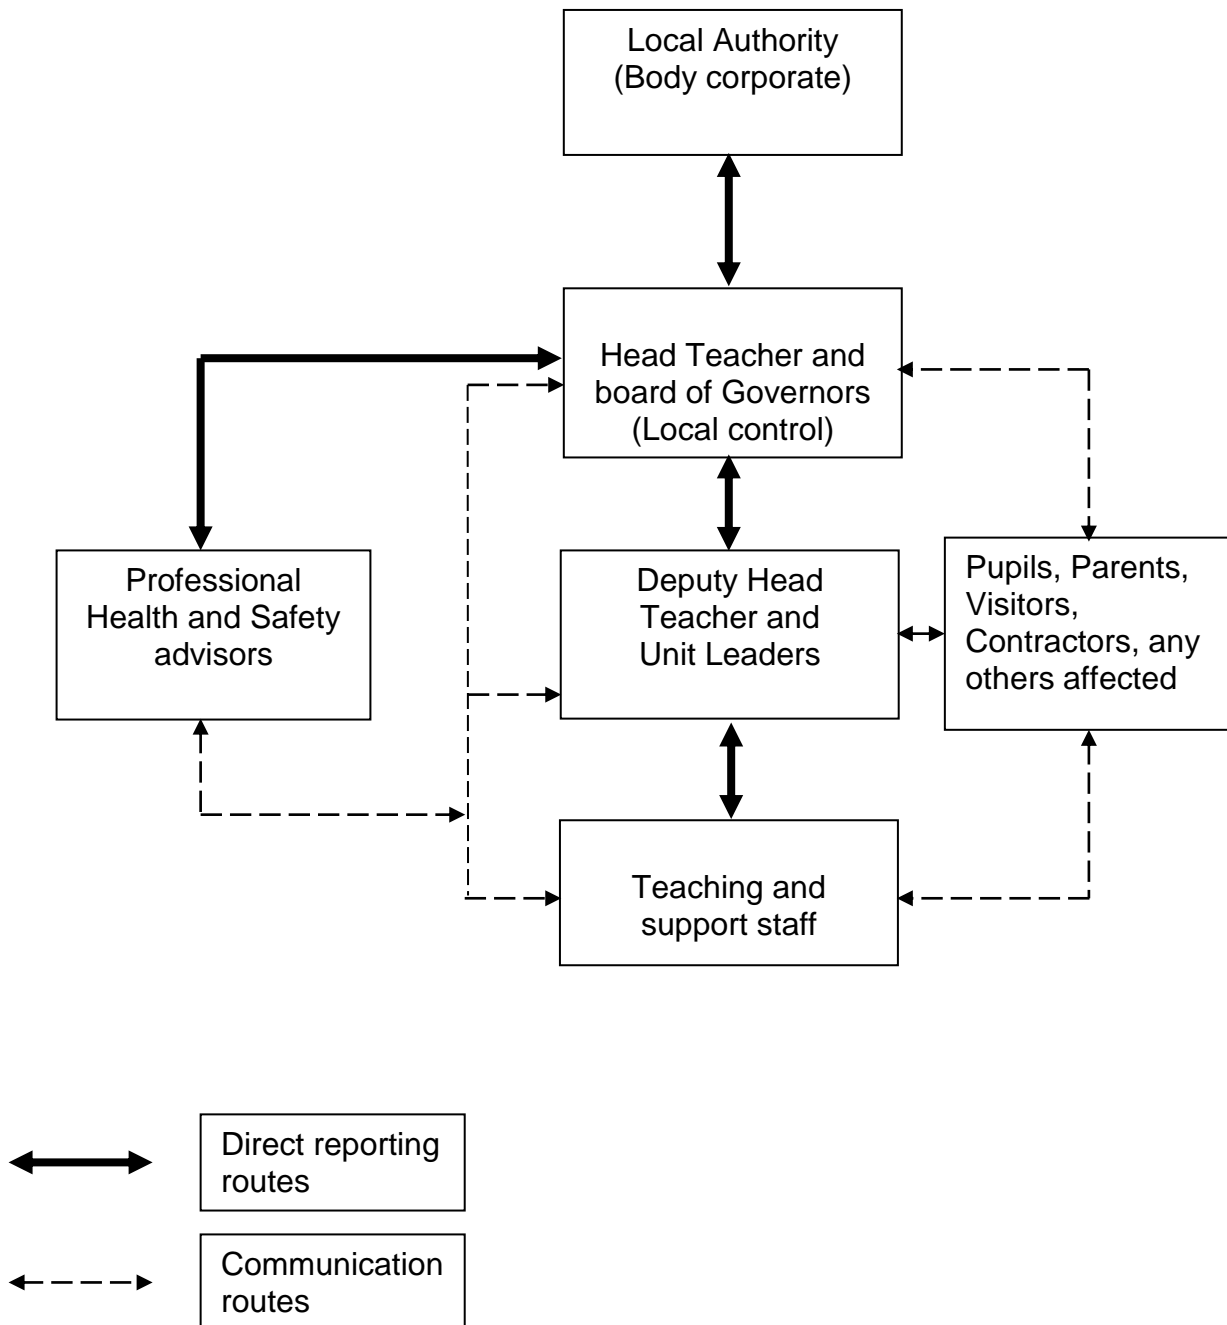 Local Authority
(Body corporate)
Head Teacher and
board of Governors
(Local control)
Professional
Health and Safety
advisors
Deputy Head
Teacher and
Unit Leaders
Pupils, Parents,
Visitors,
Contractors, any
others affected
Teaching and
support staff
Direct reporting
routes
Communication
routes